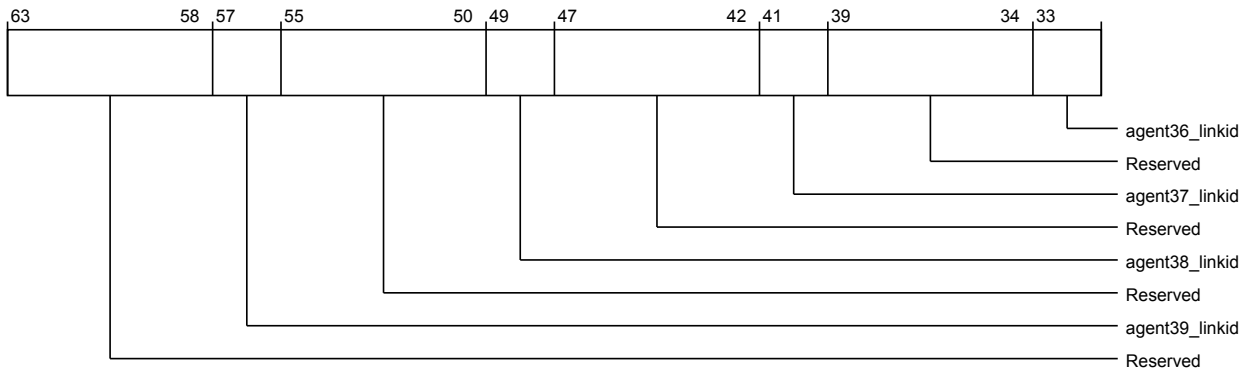 63 58 57 55 50 49 47 42 41 39 34 33
agent36_linkid
Reserved
agent37_linkid
Reserved
agent38_linkid
Reserved
agent39_linkid
Reserved